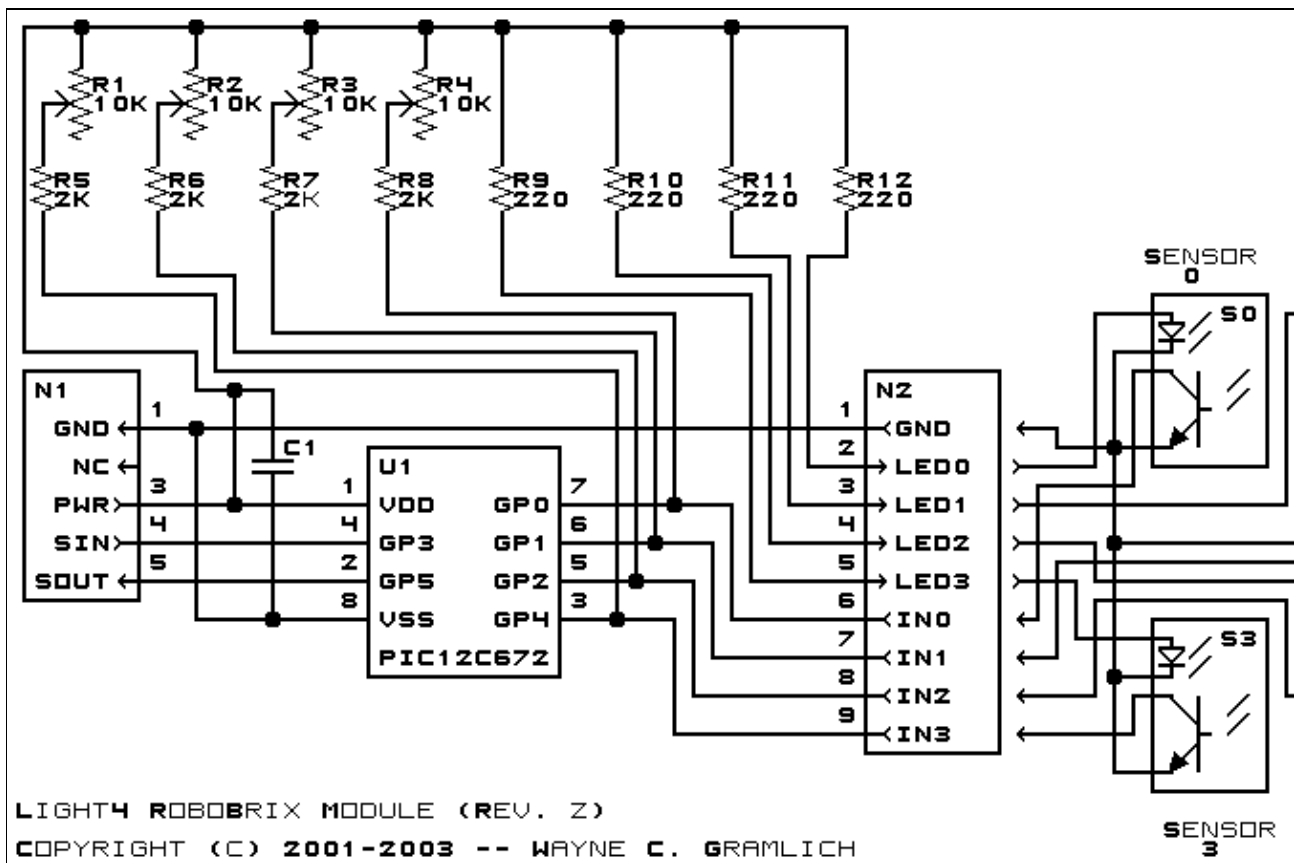 R1 10K
R2 10K
R3 10K
R4 10K
R5 2K
R6 2K
R7 2K
R8 2K
R9 220
R10 220
R11 220
R12 220
SENSOR 0
S0
N1
1 GND
NC
3 PWR
4 SIN
5 SOUT
C1
U1
1 VDD
4 GP3
2 GP5
8 VSS
GP0 7
GP1 6
GP2 5
GP4 3
PIC12C672
N2
1 GND
2 LED0
3 LED1
4 LED2
5 LED3
6 IN0
7 IN1
8 IN2
9 IN3
S3
SENSOR 3
LIGHT4 ROBOBRIX MODULE (REV. Z)
COPYRIGHT (C) 2001-2003 -- WAYNE C. GRAMLICH